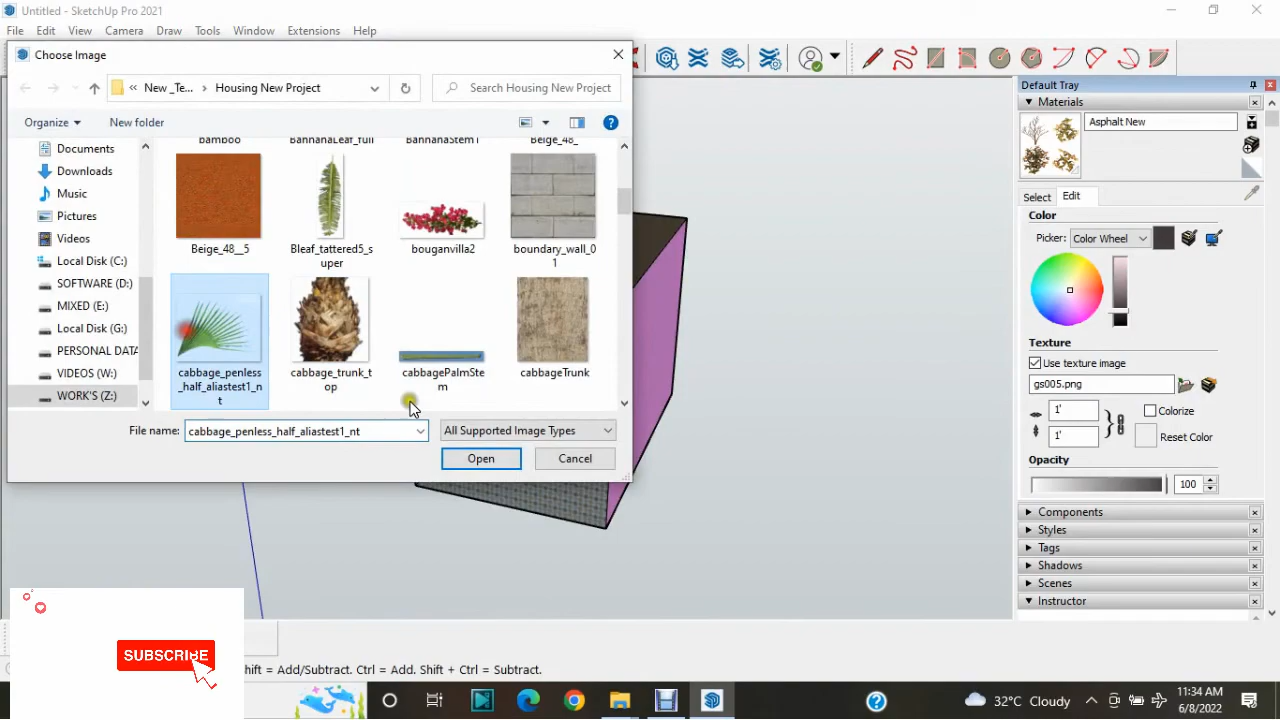 Untitled - SketchUp Pro 2021
File Edit View Camera Draw Tools Window Extensions Help
Choose Image
« New _Te... › Housing New Project
Search Housing New Project
Organize
New folder
Documents
Downloads
Music
Pictures
Videos
Local Disk (C:)
SOFTWARE (D:)
MIXED (E:)
Local Disk (G:)
PERSONAL DATA
VIDEOS (W:)
WORK'S (Z:)
bamboo
BannanaLeaf_full
BannanaStem1
Beige_48_
Beige_48__5
Bleaf_tattered5_s
uper
bouganvilla2
boundary_wall_0
1
cabbage_penless
_half_aliastest1_n
t
cabbage_trunk_t
op
cabbagePalmSte
m
cabbageTrunk
File name:
cabbage_penless_half_aliastest1_nt
All Supported Image Types
Open
Cancel
Default Tray
Materials
Asphalt New
Select
Edit
Color
Picker:
Color Wheel
Texture
Use texture image
gs005.png
1'
1'
Colorize
Reset Color
Opacity
100
Components
Styles
Tags
Shadows
Scenes
Instructor
SUBSCRIBE
hift = Add/Subtract. Ctrl = Add. Shift + Ctrl = Subtract.
32°C Cloudy
11:34 AM
6/8/2022